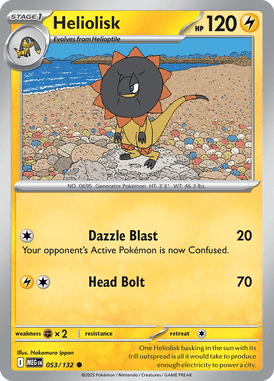 STAGE 1
Heliolisk
HP 120
Evolves from Helioptile
NO. 0695 Generator Pokémon HT: 3'3" WT: 46.3 lbs.
Dazzle Blast 20
Your opponent's Active Pokémon is now Confused.
Head Bolt 70
weakness ×2 resistance retreat
Illus. Nakamura Ippan
One Heliolisk basking in the sun with its
frill outspread is all it would take to produce
enough electricity to power a city.
I MEG EN 053/132
©2025 Pokémon / Nintendo / Creatures / GAME FREAK